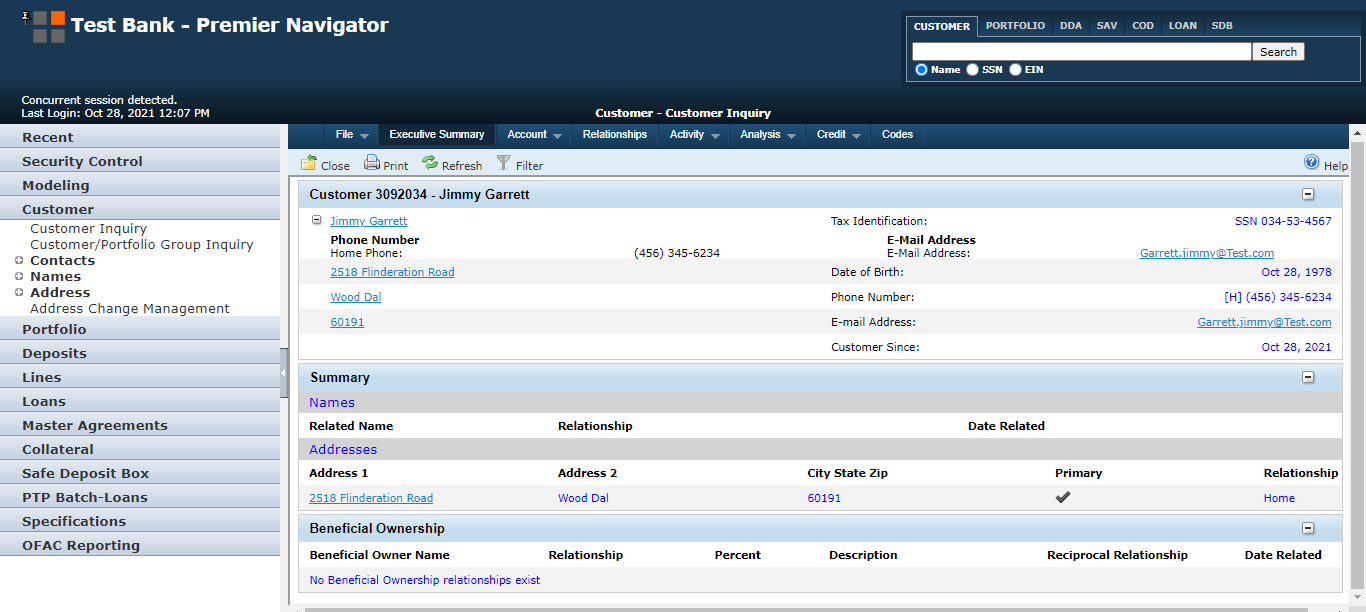 Test Bank - Premier Navigator
CUSTOMER PORTFOLIO DDA SAV COD LOAN SDB
Search
Name SSN EIN
Concurrent session detected.
Last Login: Oct 28, 2021 12:07 PM
Customer - Customer Inquiry
Recent
Security Control
Modeling
Customer
Customer Inquiry
Customer/Portfolio Group Inquiry
Contacts
Names
Address
Address Change Management
Portfolio
Deposits
Lines
Loans
Master Agreements
Collateral
Safe Deposit Box
PTP Batch-Loans
Specifications
OFAC Reporting
File Executive Summary Account Relationships Activity Analysis Credit Codes
Close Print Refresh Filter Help
Customer 3092034 - Jimmy Garrett
Jimmy Garrett Tax Identification: SSN 034-53-4567
Phone Number E-Mail Address
Home Phone: (456) 345-6234 E-Mail Address: Garrett.jimmy@Test.com
2518 Flinderation Road Date of Birth: Oct 28, 1978
Wood Dal Phone Number: [H] (456) 345-6234
60191 E-mail Address: Garrett.jimmy@Test.com
Customer Since: Oct 28, 2021
Summary
Names
Related Name Relationship Date Related
Addresses
Address 1 Address 2 City State Zip Primary Relationship
2518 Flinderation Road Wood Dal 60191 Home
Beneficial Ownership
Beneficial Owner Name Relationship Percent Description Reciprocal Relationship Date Related
No Beneficial Ownership relationships exist